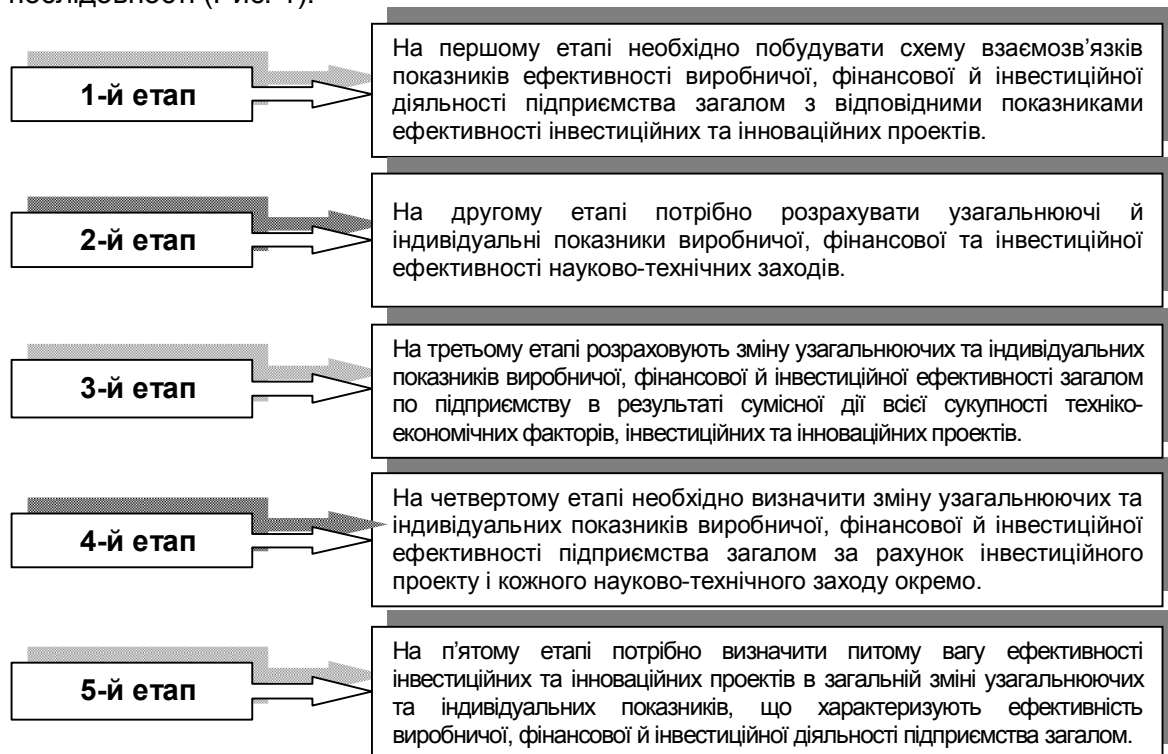 послідовності (Рис. 1).
1-й етап
На першому етапі необхідно побудувати схему взаємозв’язків
показників ефективності виробничої, фінансової й інвестиційної
діяльності підприємства загалом з відповідними показниками
ефективності інвестиційних та інноваційних проектів.
2-й етап
На другому етапі потрібно розрахувати узагальнюючі й
індивідуальні показники виробничої, фінансової та інвестиційної
ефективності науково-технічних заходів.
3-й етап
На третьому етапі розраховують зміну узагальнюючих та індивідуальних
показників виробничої, фінансової й інвестиційної ефективності загалом
по підприємству в результаті сумісної дії всієї сукупності техніко-
економічних факторів, інвестиційних та інноваційних проектів.
4-й етап
На четвертому етапі необхідно визначити зміну узагальнюючих та
індивідуальних показників виробничої, фінансової й інвестиційної
ефективності підприємства загалом за рахунок інвестиційного
проекту і кожного науково-технічного заходу окремо.
5-й етап
На п’ятому етапі потрібно визначити питому вагу ефективності
інвестиційних та інноваційних проектів в загальній зміні узагальнюючих
та індивідуальних показників, що характеризують ефективність
виробничої, фінансової й інвестиційної діяльності підприємства загалом.